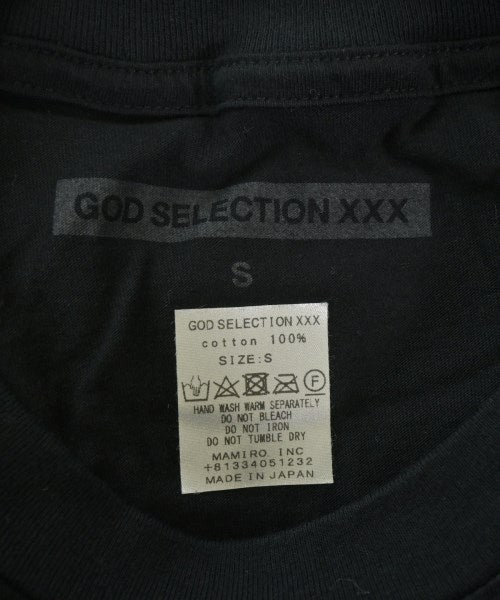 GOD SELECTION XXX
S
GOD SELECTION XXX
cotton 100%
SIZE:S
F
HAND WASH WARM SEPARATELY
DO NOT BLEACH
DO NOT IRON
DO NOT TUMBLE DRY
MAMIRO. INC
+81334051232
MADE IN JAPAN